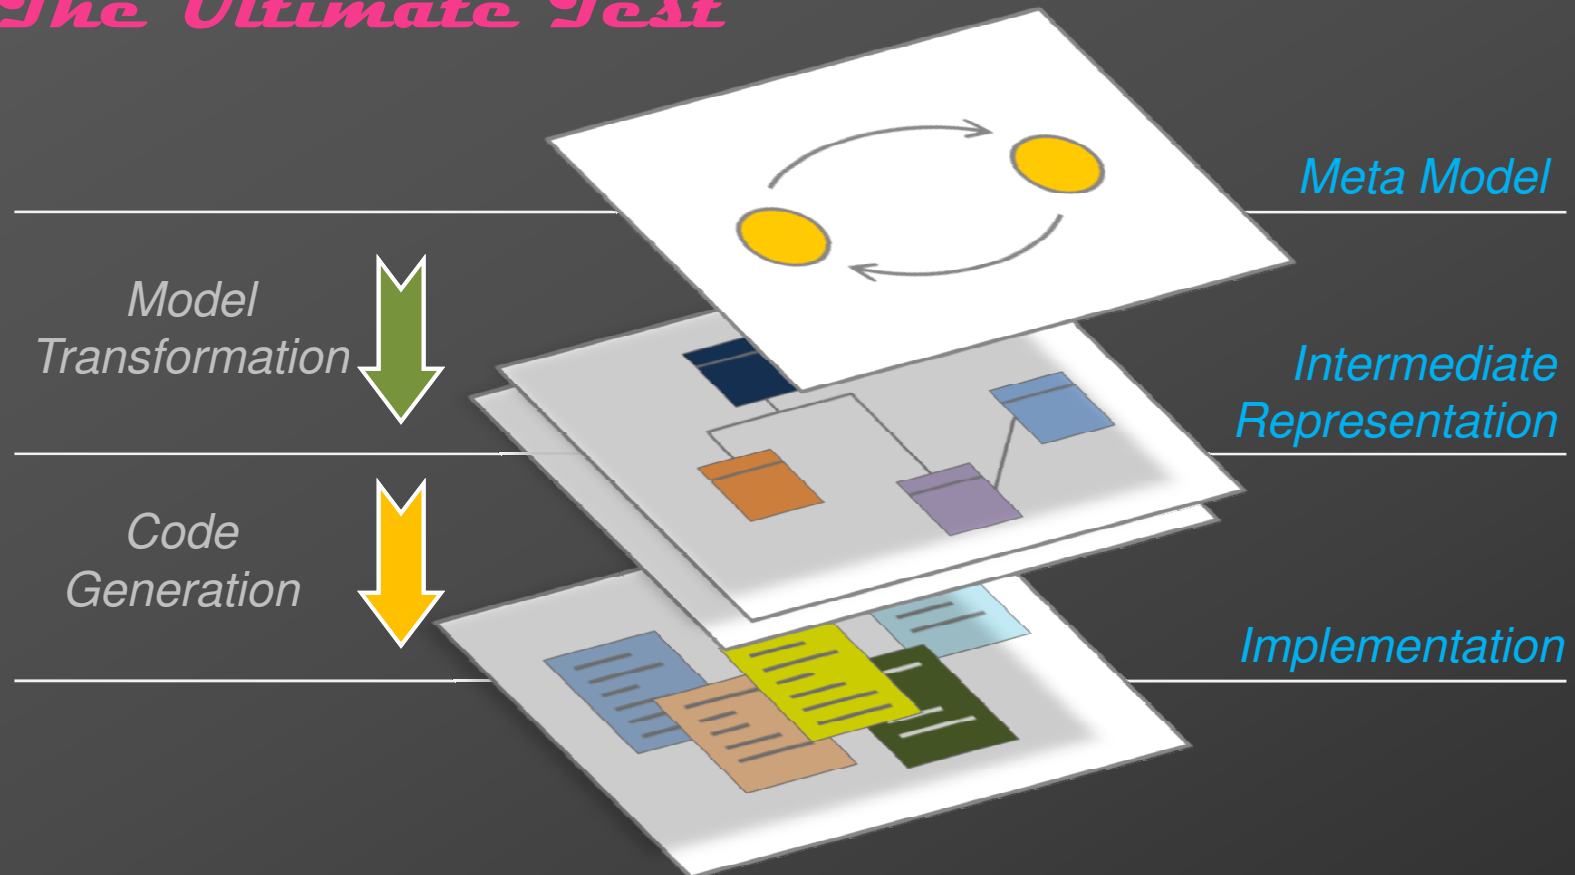 The Ultimate Test
Meta Model
Model
Transformation
Intermediate
Representation
Code
Generation
Implementation